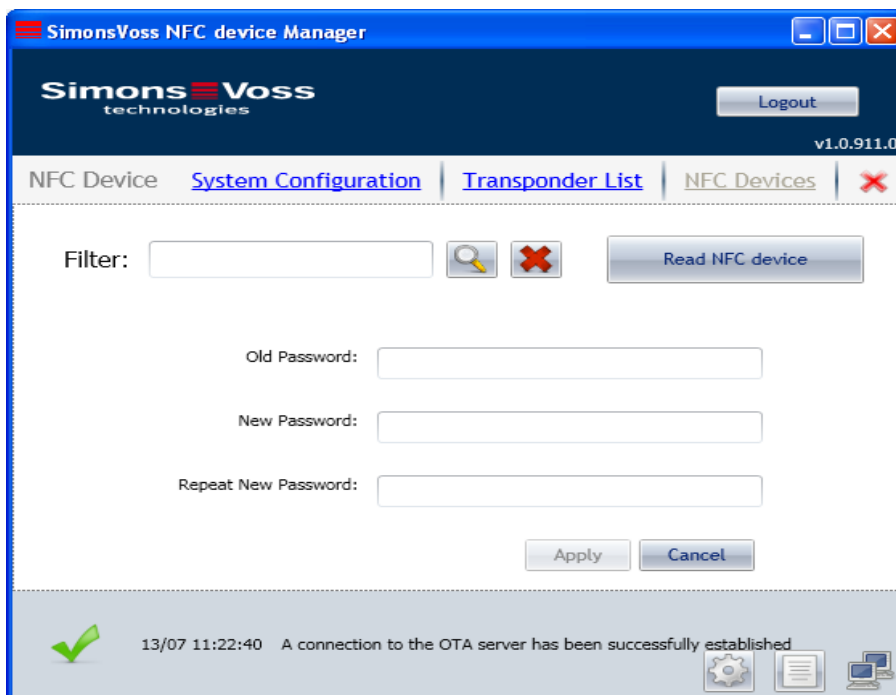 SimonsVoss NFC device Manager
Simons Voss
technologies
Logout
v1.0.911.0
NFC Device System Configuration Transponder List NFC Devices
Filter: Read NFC device
Old Password:
New Password:
Repeat New Password:
Apply Cancel
13/07 11:22:40 A connection to the OTA server has been successfully established